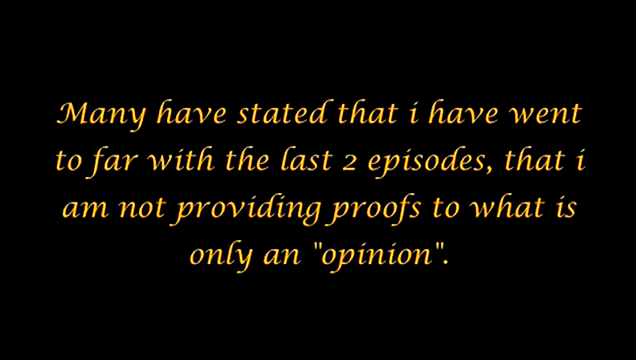 Many have stated that i have went
to far with the last 2 episodes, that i
am not providing proofs to what is
only an "opinion".